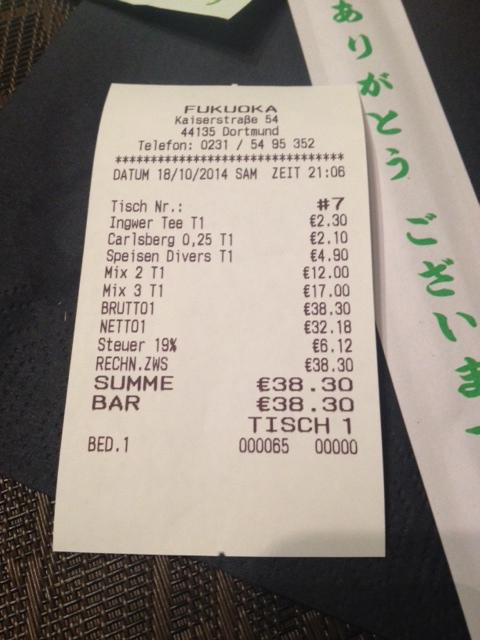 FUKUOKA
Kaiserstraße 54
44135 Dortmund
Telefon: 0231 / 54 95 352
********************************
DATUM 18/10/2014 SAM ZEIT 21:06
Tisch Nr.: #7
Ingwer Tee T1 €2.30
Carlsberg 0,25 T1 €2.10
Speisen Divers T1 €4.90
Mix 2 T1 €12.00
Mix 3 T1 €17.00
BRUTTO1 €38.30
NETTO1 €32.18
Steuer 19% €6.12
RECHN.ZWS €38.30
SUMME €38.30
BAR €38.30
TISCH 1
BED.1 000065 00000
ありがとう ございま